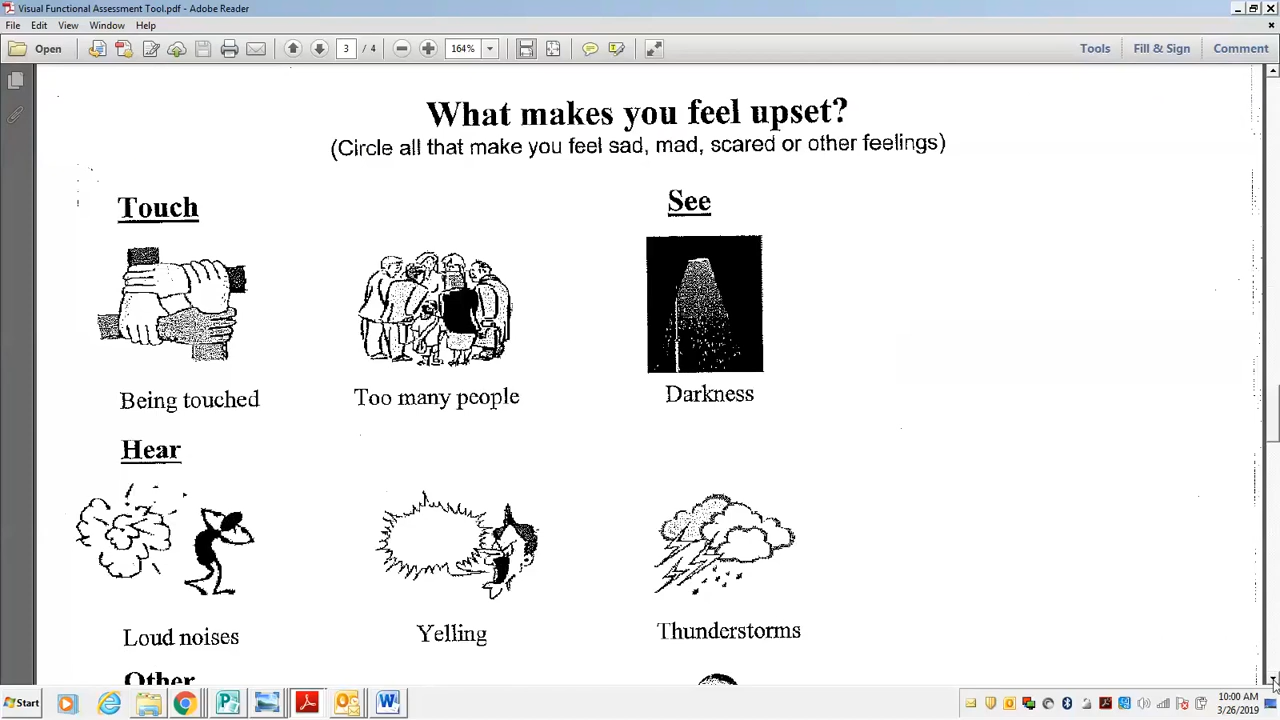 Visual Functional Assessment Tool.pdf - Adobe Reader
File Edit View Window Help
Open 3 / 4 164% Tools Fill & Sign Comment
What makes you feel upset?
(Circle all that make you feel sad, mad, scared or other feelings)
Touch See
Being touched Too many people Darkness
Hear
Loud noises Yelling Thunderstorms
Other
Start 10:00 AM
3/26/2019